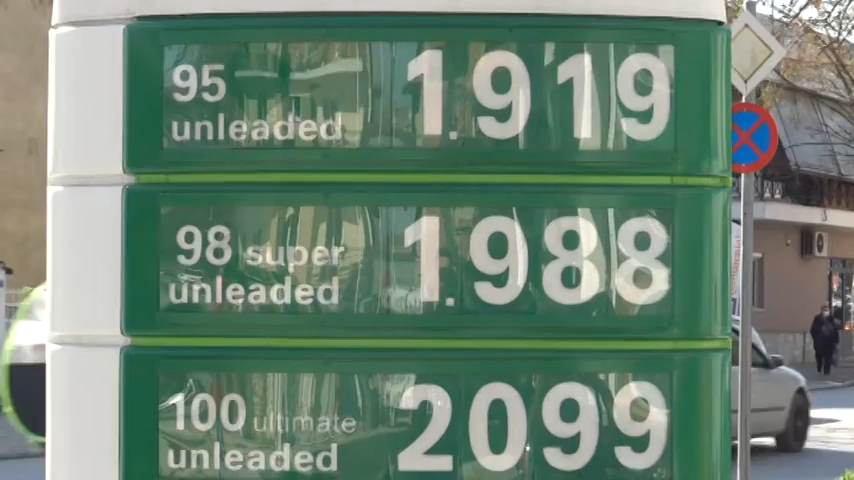 95 1.919
unleaded
98 super 1.988
unleaded
100 ultimate 2099
unleaded